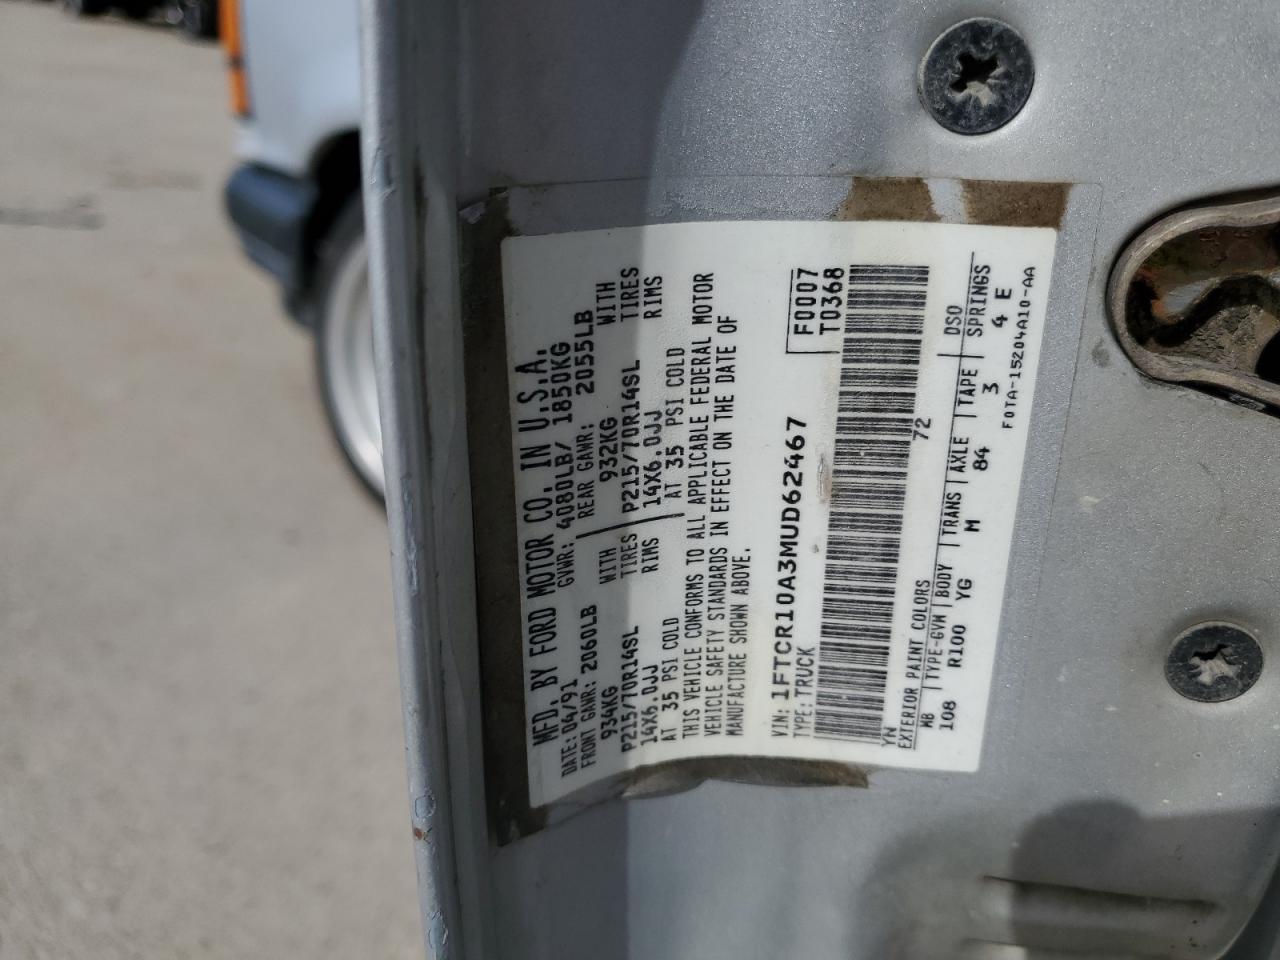 MFD. BY FORD MOTOR CO. IN U.S.A.
DATE: 04/91 GVWR: 4080LB/ 1850KG
FRONT GAWR: 2060LB REAR GAWR: 2055LB
934KG WITH 932KG WITH
P215/70R14SL TIRES P215/70R14SL TIRES
14X6.0JJ RIMS 14X6.0JJ RIMS
AT 35 PSI COLD AT 35 PSI COLD
THIS VEHICLE CONFORMS TO ALL APPLICABLE FEDERAL MOTOR
VEHICLE SAFETY STANDARDS IN EFFECT ON THE DATE OF
MANUFACTURE SHOWN ABOVE.
VIN: 1FTCR10A3MUD62467 F0007
TYPE: TRUCK T0368
YN 72
EXTERIOR PAINT COLORS DSO
WB TYPE-GVW BODY TRANS AXLE TAPE SPRINGS
108 R100 YG M 84 3 4 E
F0TA-15204A10-AA